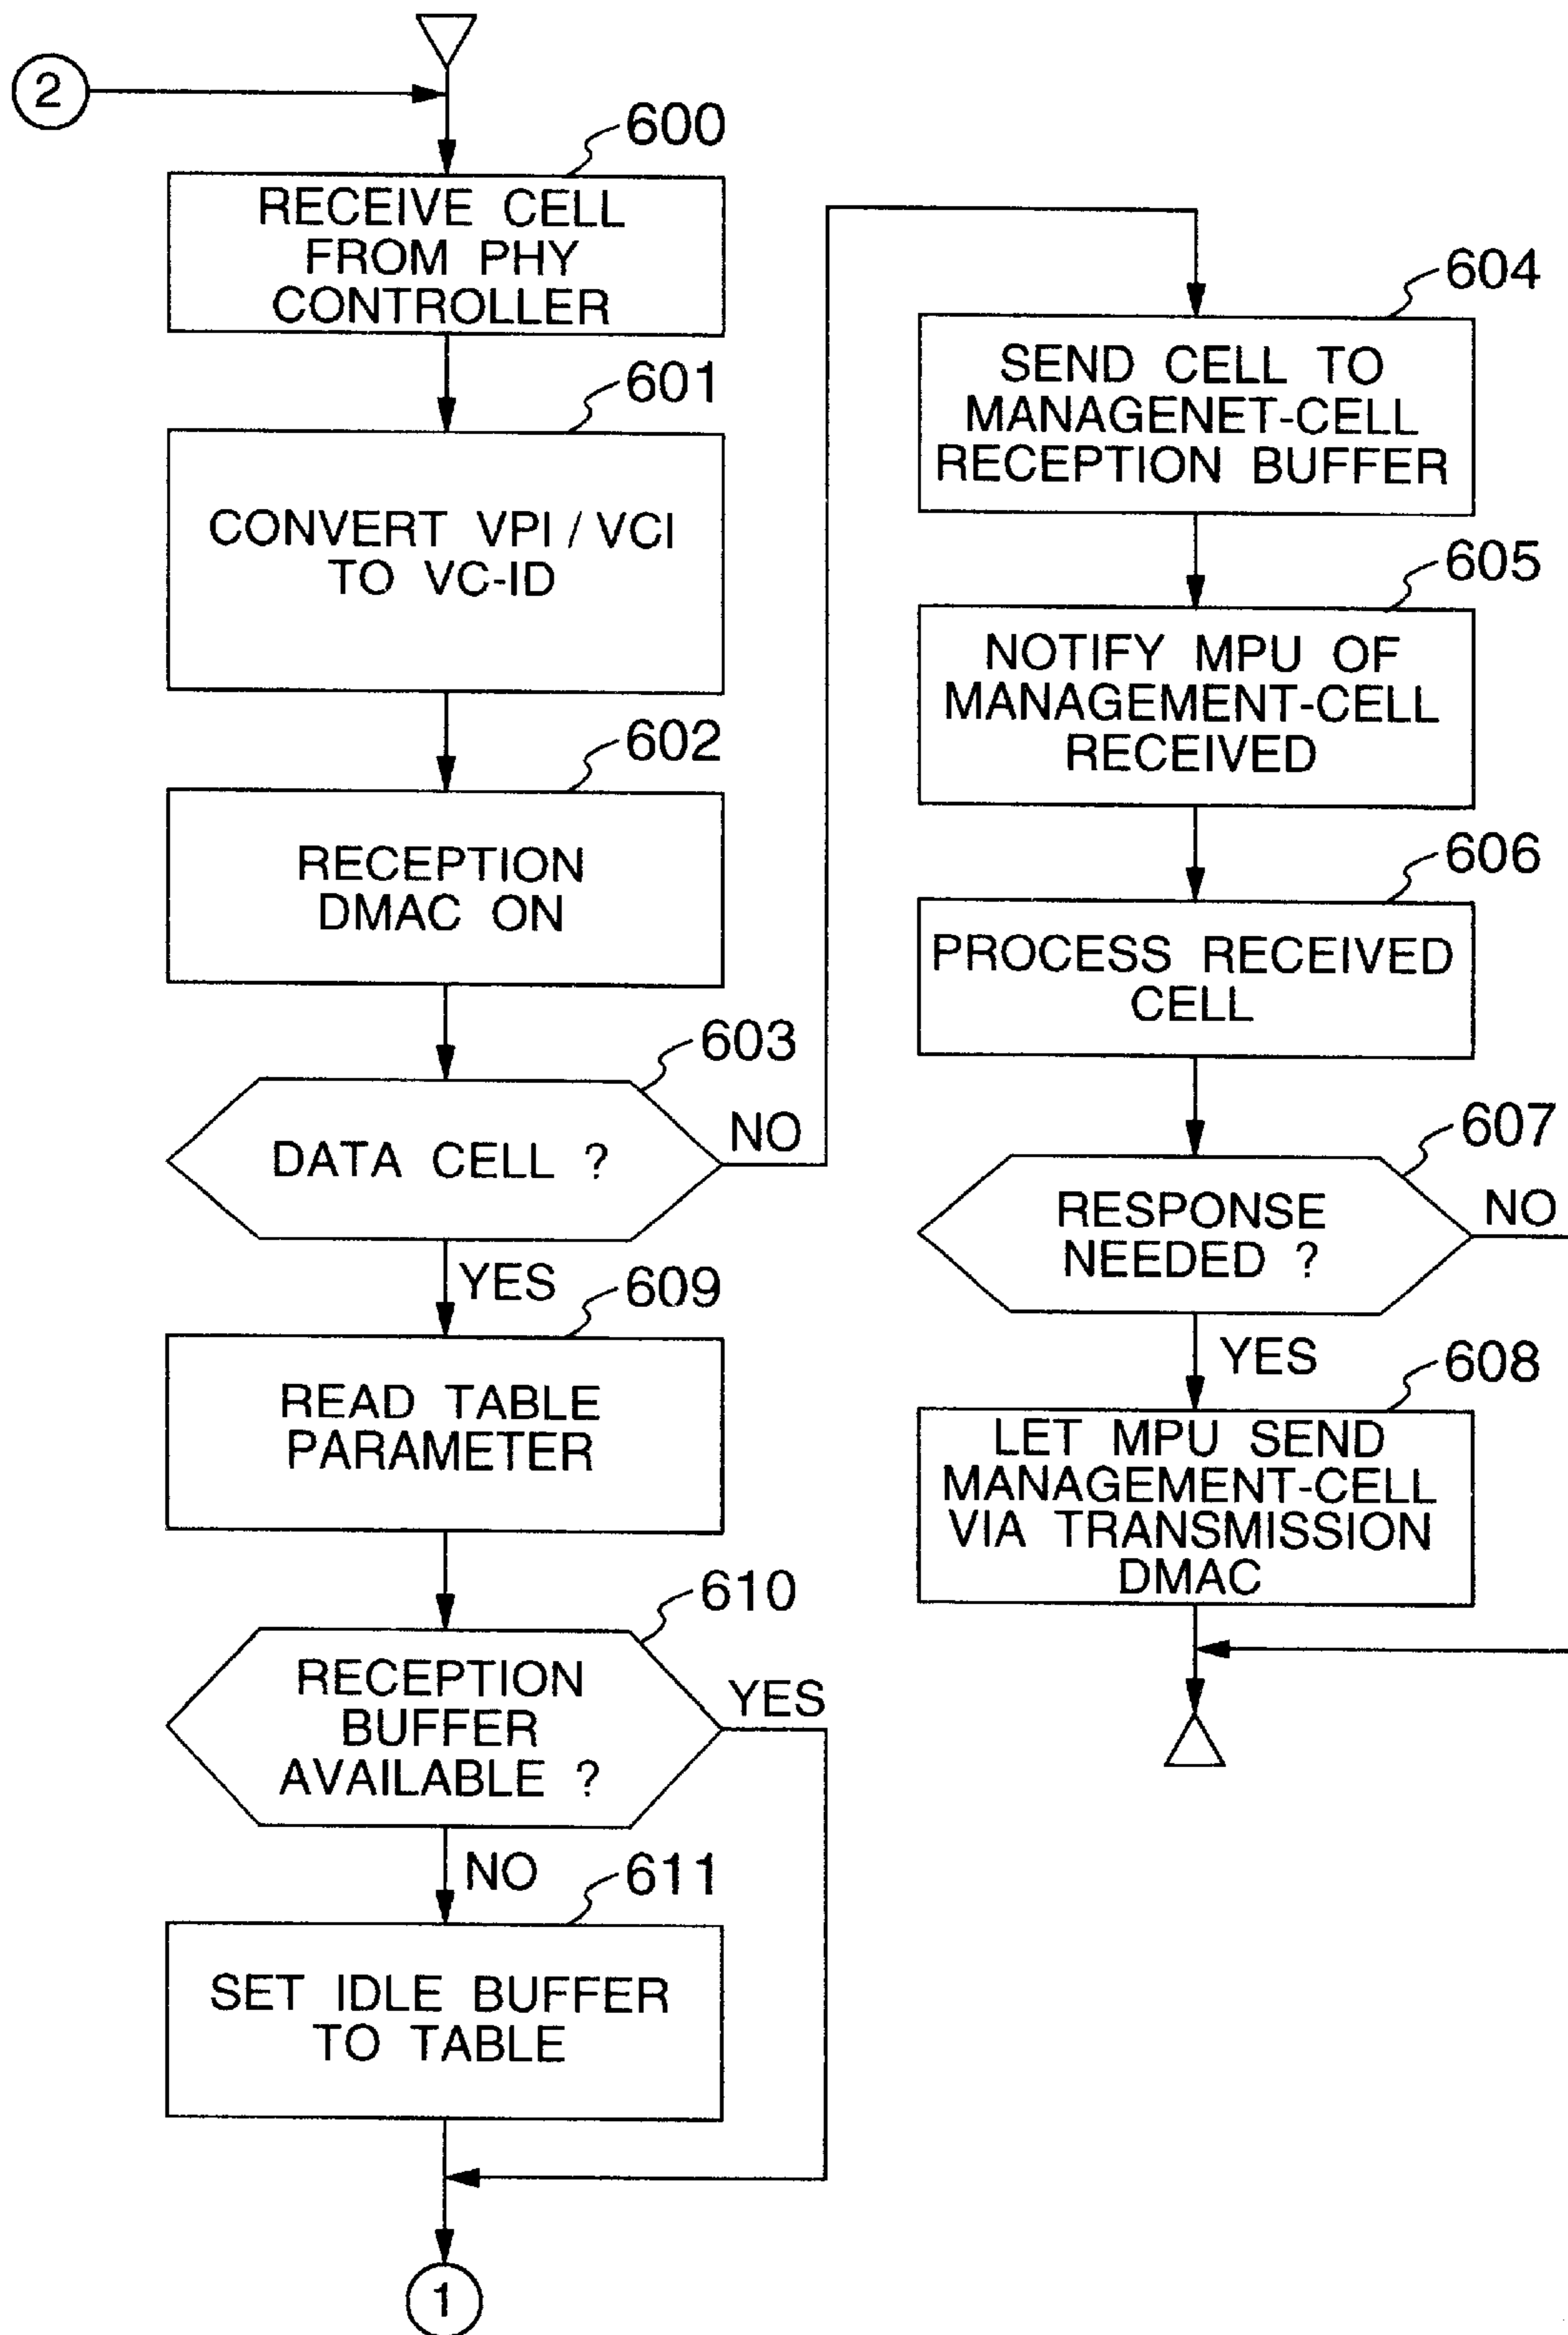 2
600
RECEIVE CELL
FROM PHY
CONTROLLER
601
CONVERT VPI / VCI
TO VC-ID
602
RECEPTION
DMAC ON
603
DATA CELL ?
NO
YES
609
READ TABLE
PARAMETER
610
RECEPTION
BUFFER
AVAILABLE ?
YES
NO
611
SET IDLE BUFFER
TO TABLE
1
604
SEND CELL TO
MANAGENET-CELL
RECEPTION BUFFER
605
NOTIFY MPU OF
MANAGEMENT-CELL
RECEIVED
606
PROCESS RECEIVED
CELL
607
RESPONSE
NEEDED ?
NO
YES
608
LET MPU SEND
MANAGEMENT-CELL
VIA TRANSMISSION
DMAC